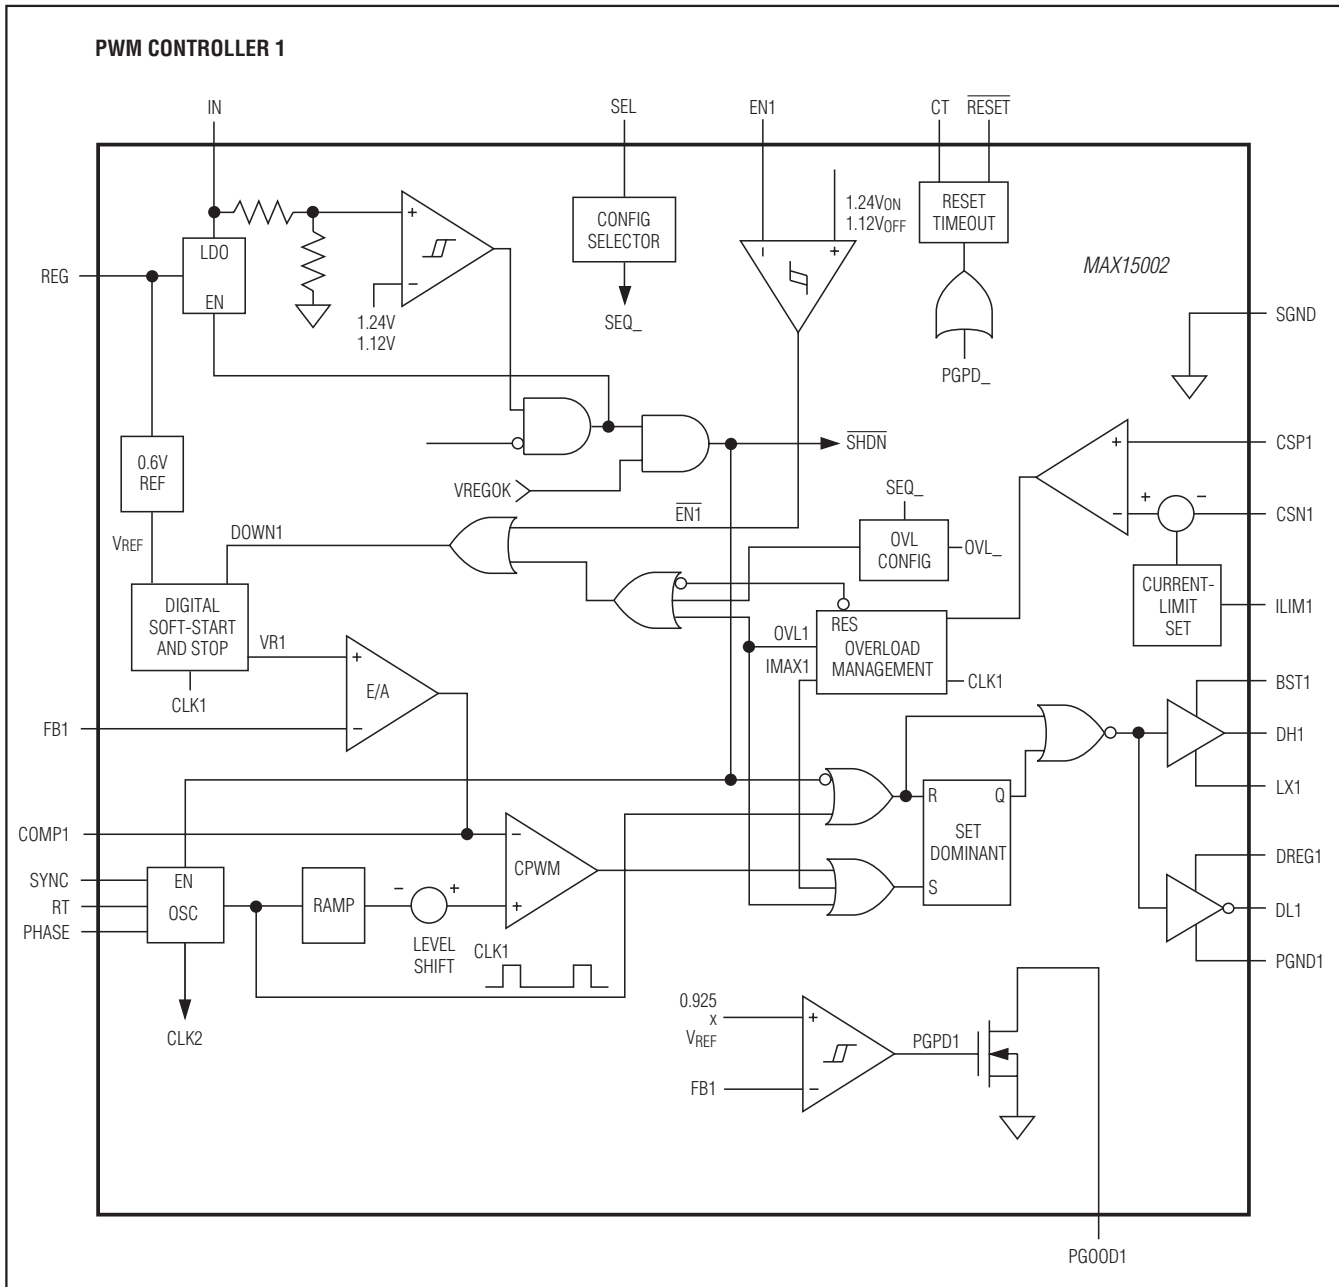 PWM CONTROLLER 1
IN
SEL
EN1
CT
RESET
1.24VON
1.12VOFF
RESET
TIMEOUT
CONFIG
SELECTOR
+
−
+
LDO
EN
REG
−
1.24V
1.12V
SEQ_
MAX15002
SGND
PGPD_
SHDN
+
CSP1
0.6V
REF
VREGOK
SEQ_
+
−
−
CSN1
EN1
OVL
CONFIG
OVL_
VREF
DOWN1
DIGITAL
SOFT-START
AND STOP
VR1
CLK1
CURRENT-
LIMIT
SET
ILIM1
RES
OVERLOAD
MANAGEMENT
OVL1
IMAX1
CLK1
+
E/A
−
FB1
BST1
DH1
LX1
R
Q
SET
DOMINANT
S
COMP1
−
CPWM
+
SYNC
RT
PHASE
EN
OSC
RAMP
−
+
LEVEL
SHIFT
CLK1
DREG1
DL1
PGND1
CLK2
0.925
x
VREF
+
−
FB1
PGPD1
PGOOD1